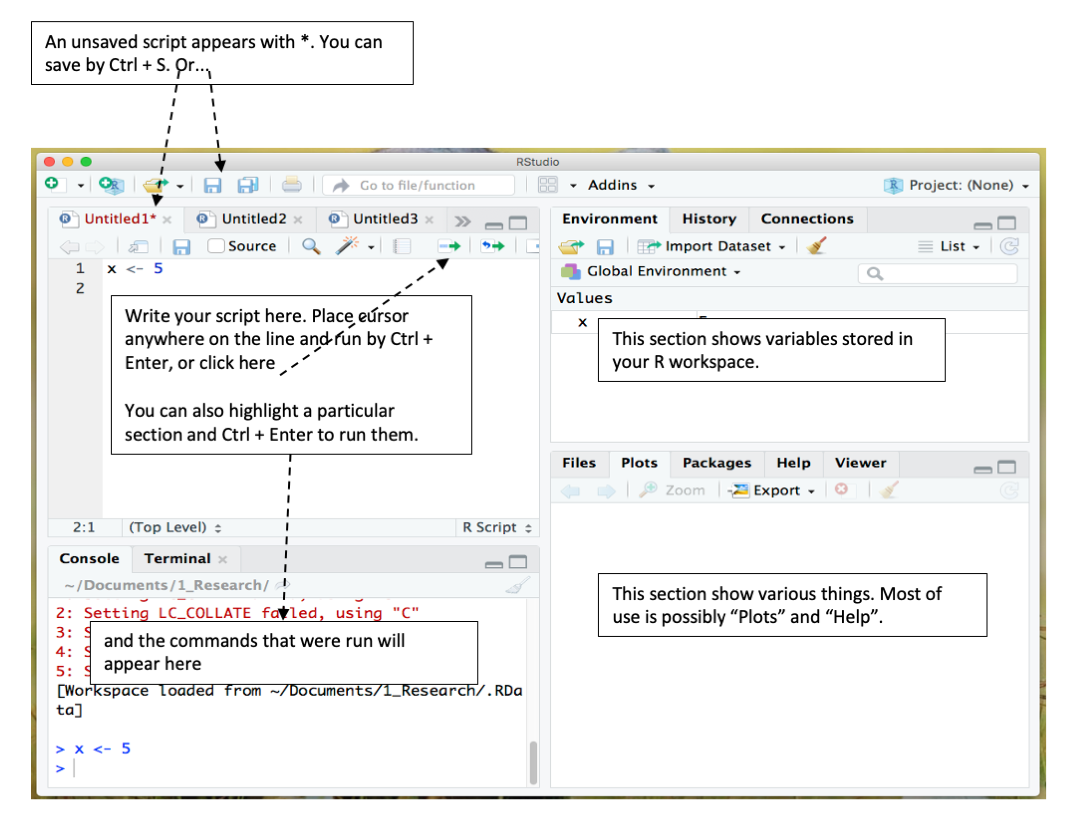 An unsaved script appears with *. You can
save by Ctrl + S. Or...
RStudio
Go to file/function
Addins
Project: (None)
Untitled1*
Untitled2
Untitled3
Source
1 x <- 5
2
Write your script here. Place cursor
anywhere on the line and run by Ctrl +
Enter, or click here
You can also highlight a particular
section and Ctrl + Enter to run them.
2:1 (Top Level) R Script
Environment History Connections
Import Dataset List
Global Environment
Values
x
This section shows variables stored in
your R workspace.
Files Plots Packages Help Viewer
Zoom Export
This section show various things. Most of
use is possibly “Plots” and “Help”.
Console Terminal
~/Documents/1_Research/
2: Setting LC_COLLATE failed, using "C"
3: S
4: S
5: S
and the commands that were run will
appear here
[Workspace loaded from ~/Documents/1_Research/.RDa
ta]
> x <- 5
>